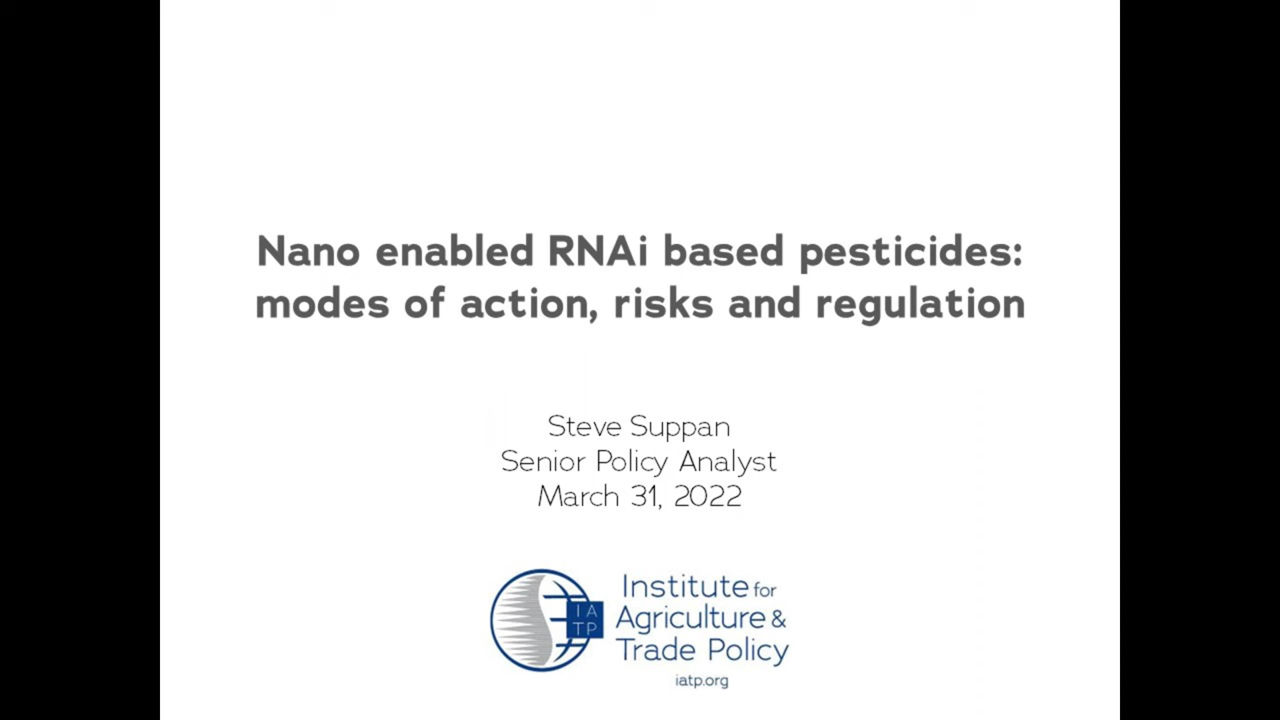 Nano enabled RNAi based pesticides:
modes of action, risks and regulation
Steve Suppan
Senior Policy Analyst
March 31, 2022
I A
TP
Institute for
Agriculture &
Trade Policy
iatp.org